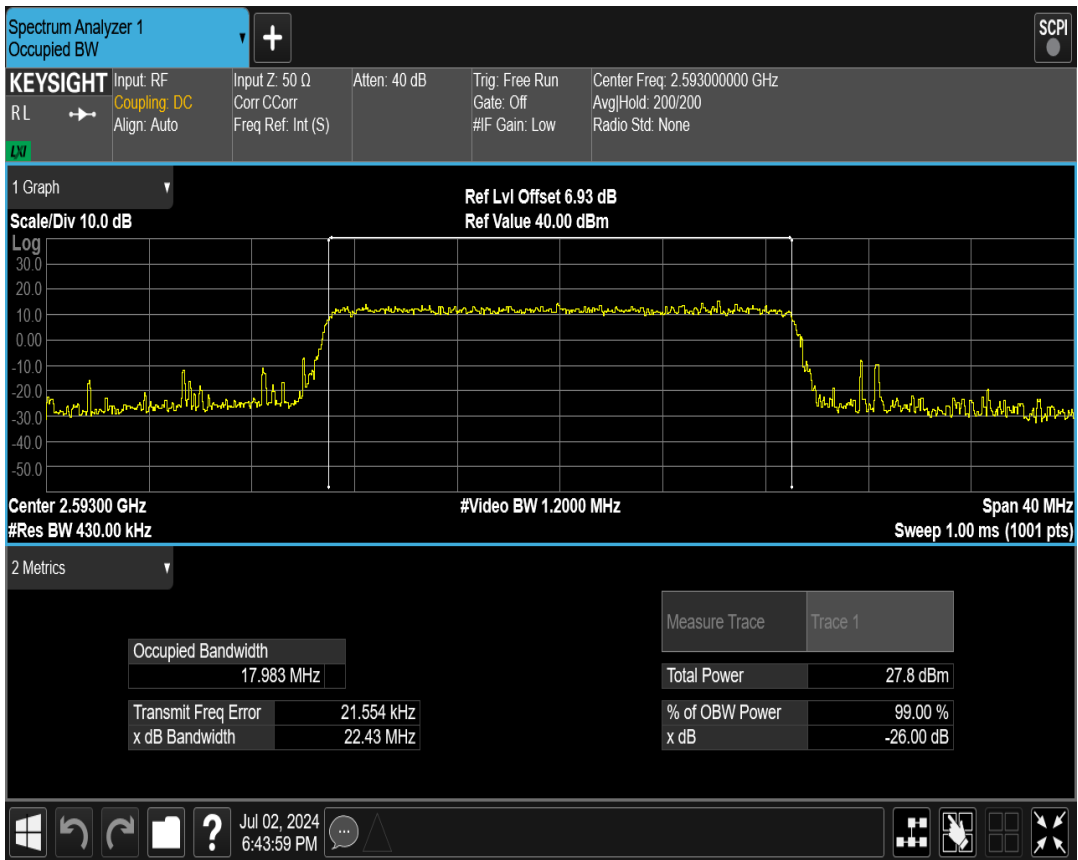 Spectrum Analyzer 1
Occupied BW
+
SCPI
KEYSIGHT
RL
LXI
Input: RF
Coupling: DC
Align: Auto
Input Z: 50 Ω
Corr CCorr
Freq Ref: Int (S)
Atten: 40 dB
Trig: Free Run
Gate: Off
#IF Gain: Low
Center Freq: 2.593000000 GHz
Avg|Hold: 200/200
Radio Std: None
1 Graph
Scale/Div 10.0 dB
Ref Lvl Offset 6.93 dB
Ref Value 40.00 dBm
Log
30.0
20.0
10.0
0.00
-10.0
-20.0
-30.0
-40.0
-50.0
Center 2.59300 GHz
#Video BW 1.2000 MHz
Span 40 MHz
#Res BW 430.00 kHz
Sweep 1.00 ms (1001 pts)
2 Metrics
Measure Trace Trace 1
Occupied Bandwidth
17.983 MHz
Total Power 27.8 dBm
Transmit Freq Error 21.554 kHz
% of OBW Power 99.00 %
x dB Bandwidth 22.43 MHz
x dB -26.00 dB
?
Jul 02, 2024
6:43:59 PM